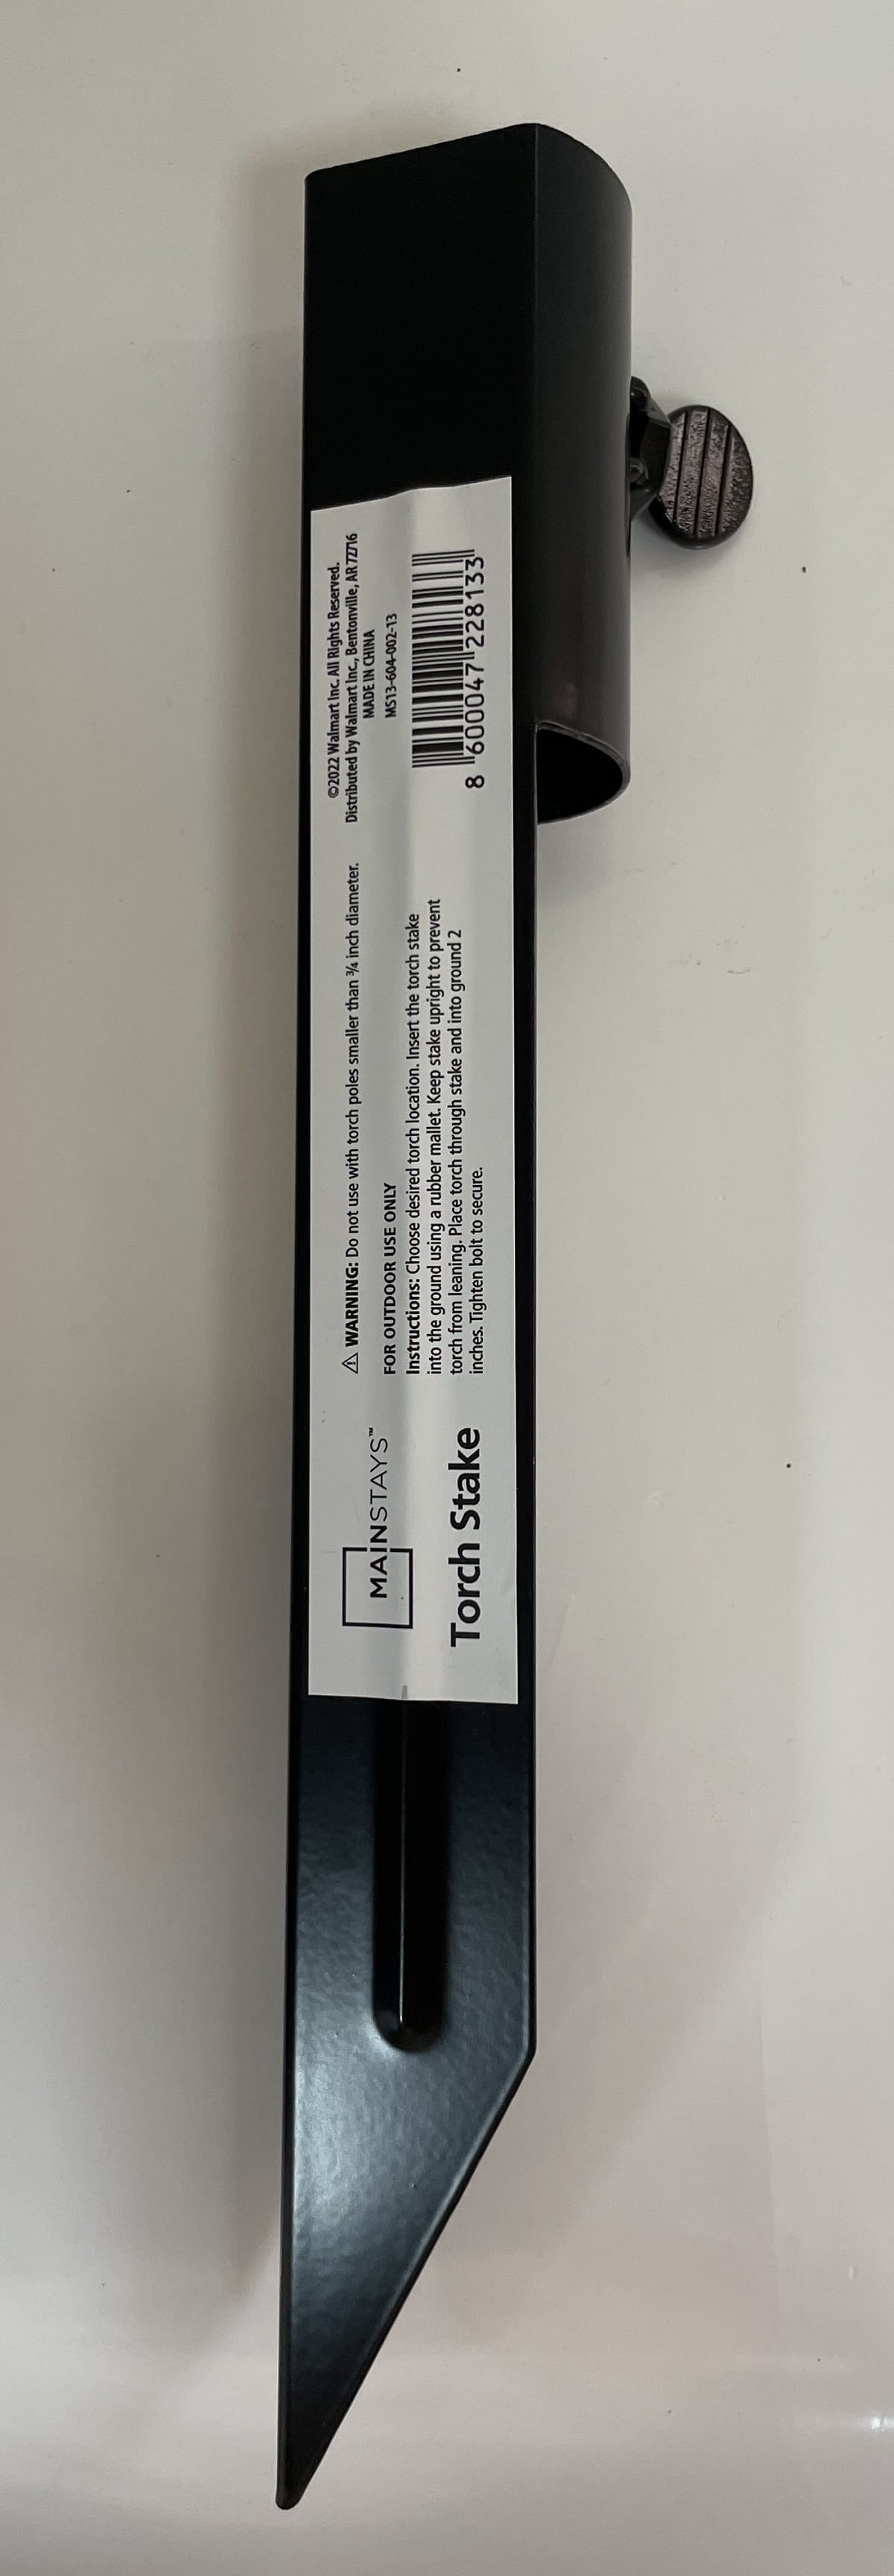 MAINSTAYS™
Torch Stake
⚠ WARNING: Do not use with torch poles smaller than ¾ inch diameter.
FOR OUTDOOR USE ONLY
Instructions: Choose desired torch location. Insert the torch stake
into the ground using a rubber mallet. Keep stake upright to prevent
torch from leaning. Place torch through stake and into ground 2
inches. Tighten bolt to secure.
©2022 Walmart Inc. All Rights Reserved.
Distributed by Walmart Inc., Bentonville, AR 72716
MADE IN CHINA
MS13-604-002-13
8 600047 228133